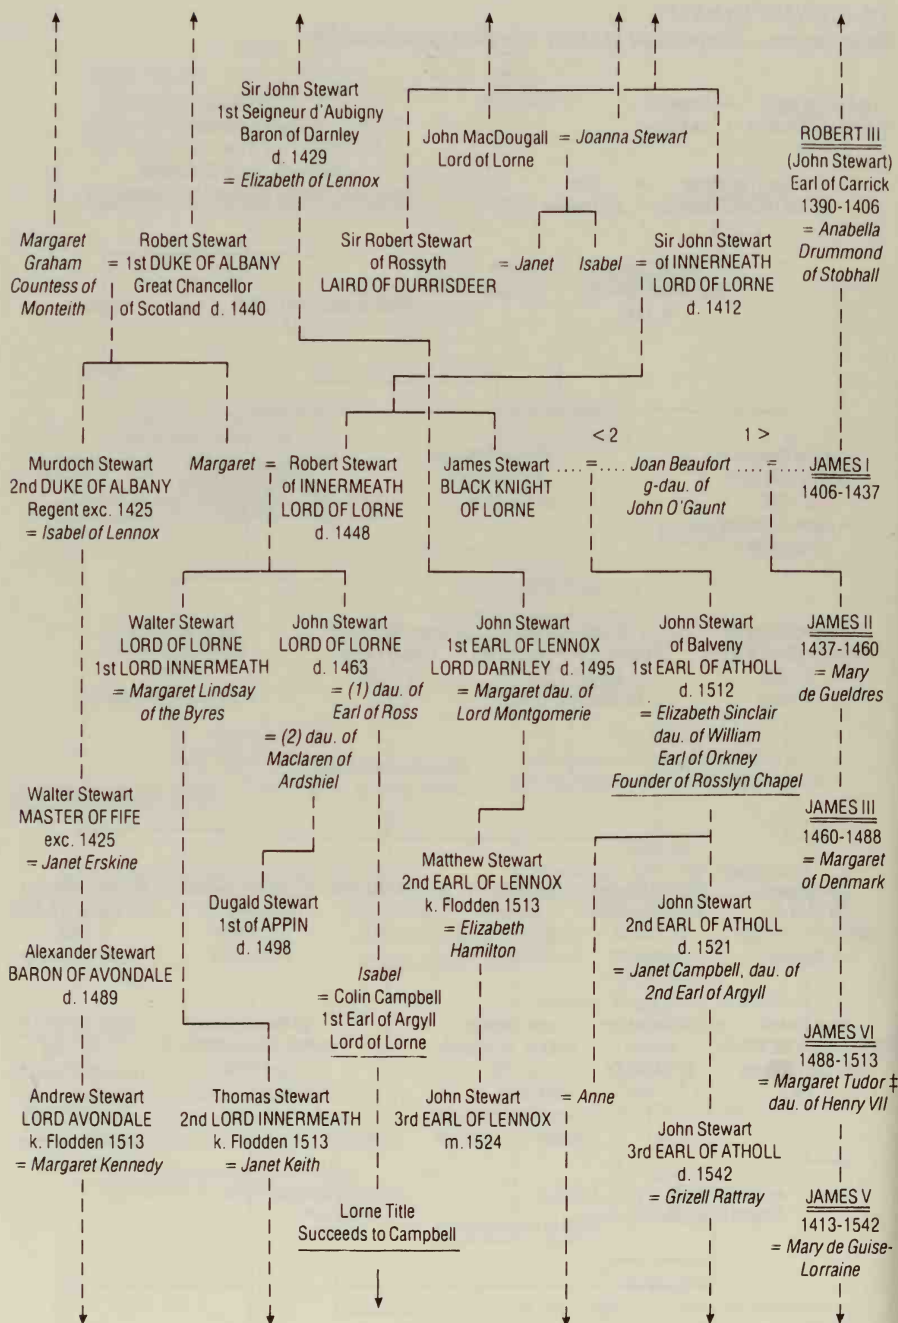 Sir John Stewart
1st Seigneur d'Aubigny
Baron of Darnley
d. 1429
= Elizabeth of Lennox
John MacDougall = Joanna Stewart
Lord of Lorne
ROBERT III
(John Stewart)
Earl of Carrick
1390-1406
= Anabella
Drummond
of Stobhall
Margaret
Graham
Countess of
Monteith
Robert Stewart
= 1st DUKE OF ALBANY
Great Chancellor
of Scotland d. 1440
Sir Robert Stewart
of Rossyth
LAIRD OF DURRISDEER
= Janet
Isabel =
Sir John Stewart
of INNERNEATH
LORD OF LORNE
d. 1412
< 2
1 >
Murdoch Stewart
2nd DUKE OF ALBANY
Regent exc. 1425
= Isabel of Lennox
Margaret =
Robert Stewart
of INNERMEATH
LORD OF LORNE
d. 1448
James Stewart
BLACK KNIGHT
OF LORNE
.... = ....
Joan Beaufort
g-dau. of
John O'Gaunt
.... = ....
JAMES I
1406-1437
Walter Stewart
LORD OF LORNE
1st LORD INNERMEATH
= Margaret Lindsay
of the Byres
John Stewart
LORD OF LORNE
d. 1463
= (1) dau. of
Earl of Ross
= (2) dau. of
Maclaren of
Ardshiel
John Stewart
1st EARL OF LENNOX
LORD DARNLEY d. 1495
= Margaret dau. of
Lord Montgomerie
John Stewart
of Balveny
1st EARL OF ATHOLL
d. 1512
= Elizabeth Sinclair
dau. of William
Earl of Orkney
Founder of Rosslyn Chapel
JAMES II
1437-1460
= Mary
de Gueldres
Walter Stewart
MASTER OF FIFE
exc. 1425
= Janet Erskine
JAMES III
1460-1488
= Margaret
of Denmark
Dugald Stewart
1st of APPIN
d. 1498
Matthew Stewart
2nd EARL OF LENNOX
k. Flodden 1513
= Elizabeth
Hamilton
John Stewart
2nd EARL OF ATHOLL
d. 1521
= Janet Campbell, dau. of
2nd Earl of Argyll
Alexander Stewart
BARON OF AVONDALE
d. 1489
Isabel
= Colin Campbell
1st Earl of Argyll
Lord of Lorne
JAMES VI
1488-1513
= Margaret Tudor ‡
dau. of Henry VII
Andrew Stewart
LORD AVONDALE
k. Flodden 1513
= Margaret Kennedy
Thomas Stewart
2nd LORD INNERMEATH
k. Flodden 1513
= Janet Keith
John Stewart
3rd EARL OF LENNOX
m. 1524
= Anne
John Stewart
3rd EARL OF ATHOLL
d. 1542
= Grizell Rattray
JAMES V
1413-1542
= Mary de Guise-
Lorraine
Lorne Title
Succeeds to Campbell